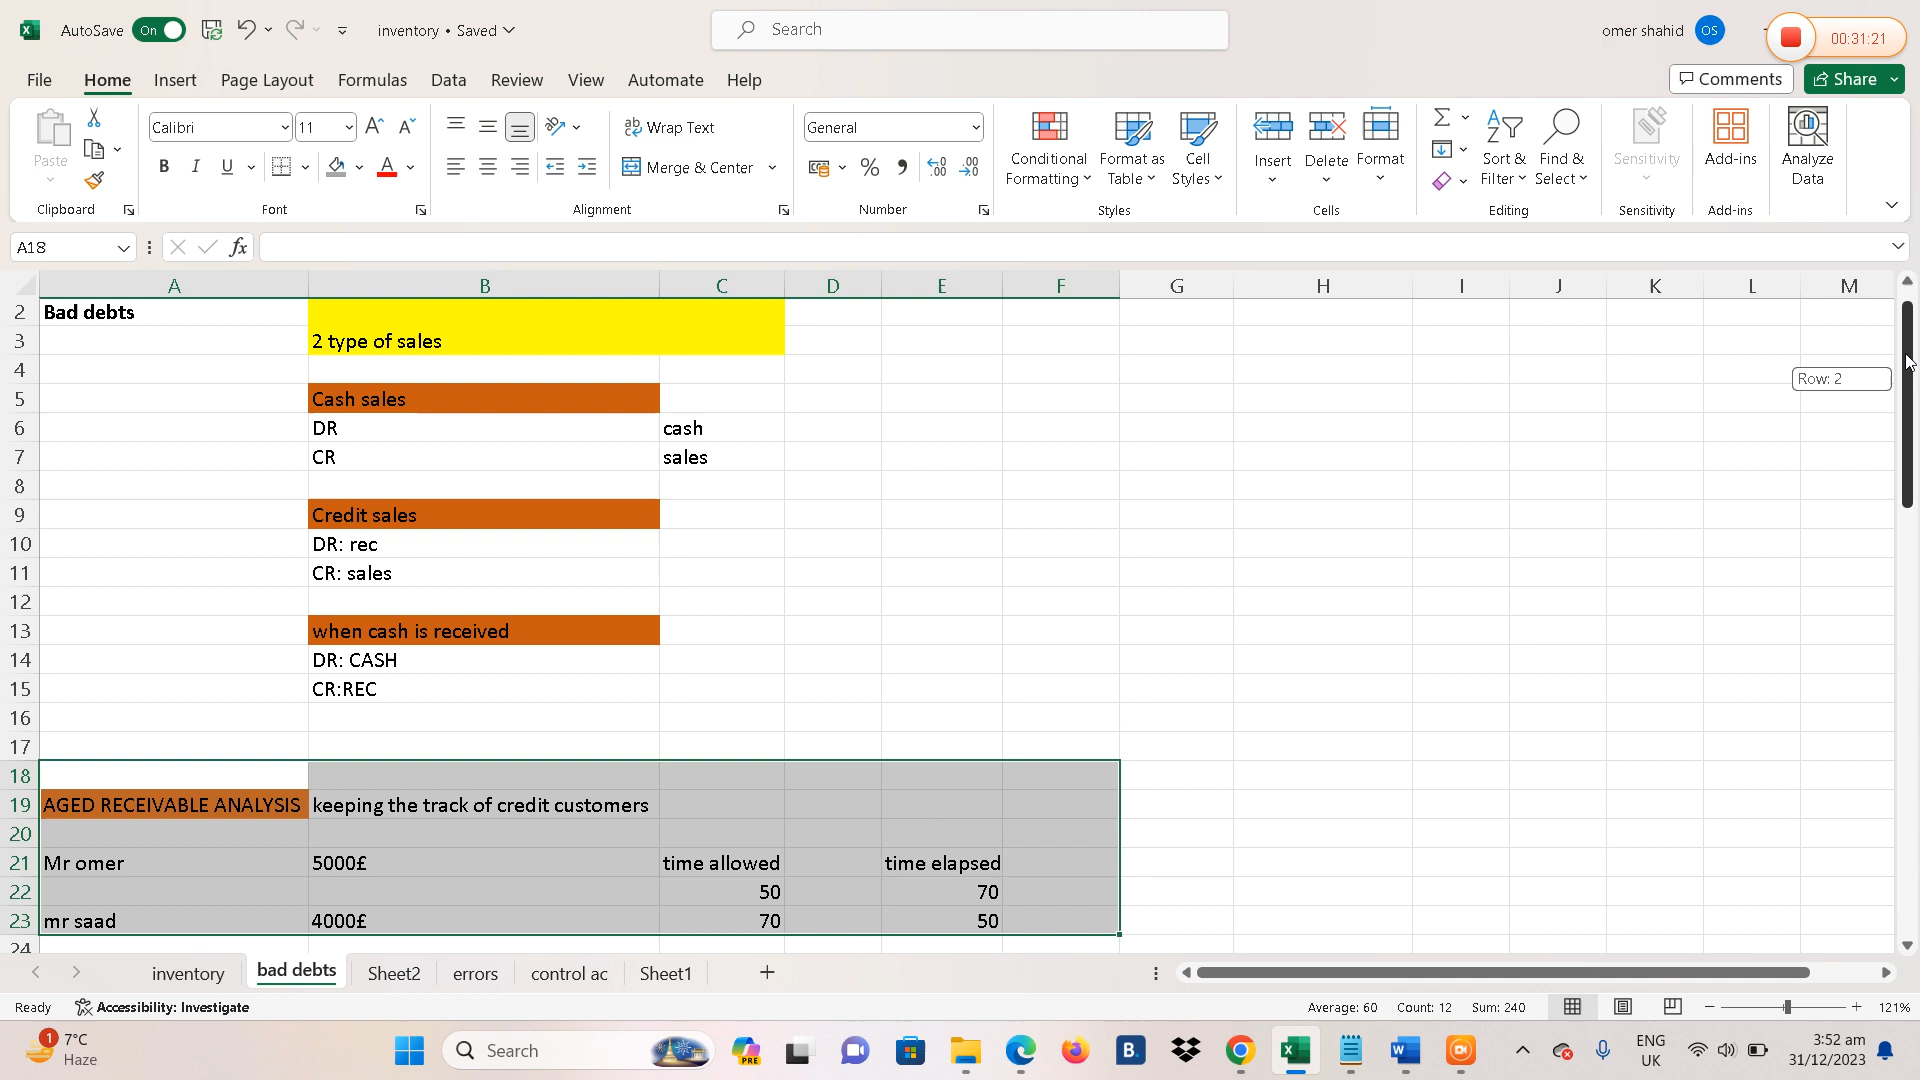 AutoSave On inventory • Saved Search omer shahid OS 00:31:21
File Home Insert Page Layout Formulas Data Review View Automate Help Comments Share
Paste Calibri 11 Wrap Text General Conditional Formatting Format as Table Cell Styles Insert Delete Format Sort & Filter Find & Select Sensitivity Add-ins Analyze Data
B I U Merge & Center
Clipboard Font Alignment Number Styles Cells Editing Sensitivity Add-ins
A18 fx
A B C D E F G H I J K L M
2 Bad debts
3 2 type of sales
4 Row: 2
5 Cash sales
6 DR cash
7 CR sales
8
9 Credit sales
10 DR: rec
11 CR: sales
12
13 when cash is received
14 DR: CASH
15 CR:REC
16
17
18
19 AGED RECEIVABLE ANALYSIS keeping the track of credit customers
20
21 Mr omer 5000£ time allowed time elapsed
22 50 70
23 mr saad 4000£ 70 50
24
inventory bad debts Sheet2 errors control ac Sheet1
Ready Accessibility: Investigate Average: 60 Count: 12 Sum: 240 121%
1 7°C Haze Search PRE B. ENG UK 3:52 am 31/12/2023